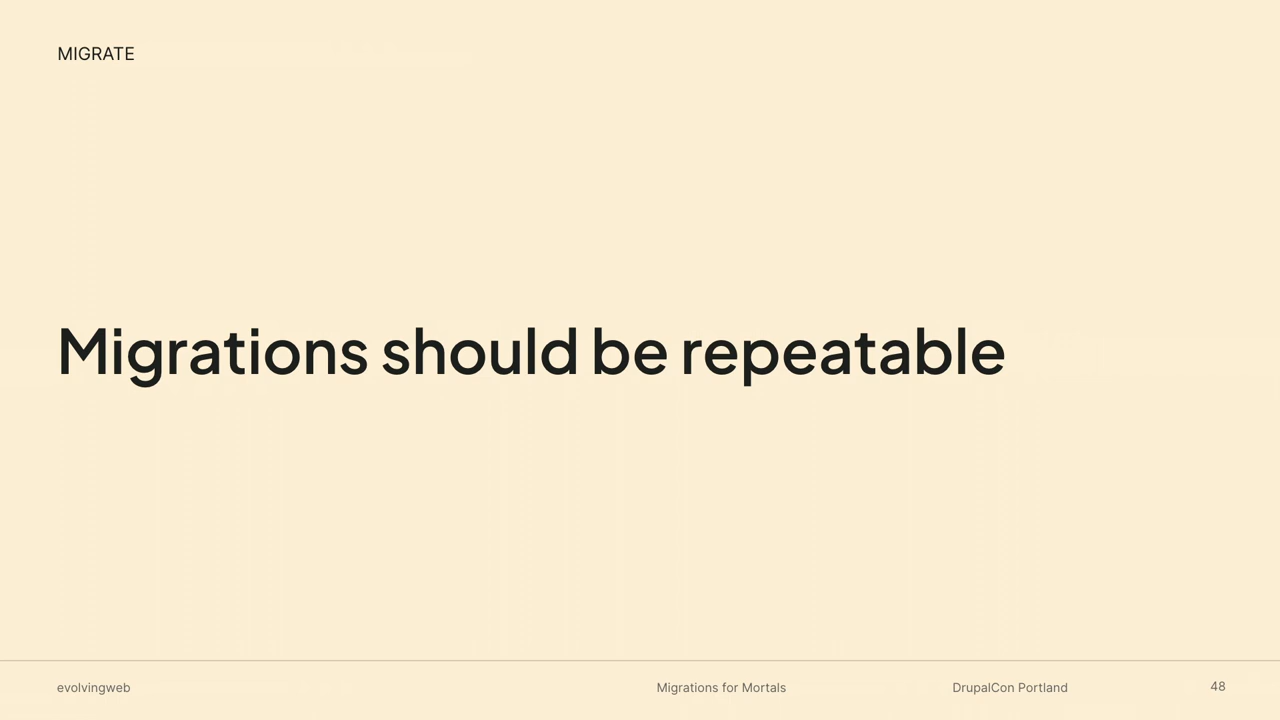 MIGRATE
Migrations should be repeatable
evolvingweb
Migrations for Mortals
DrupalCon Portland
48